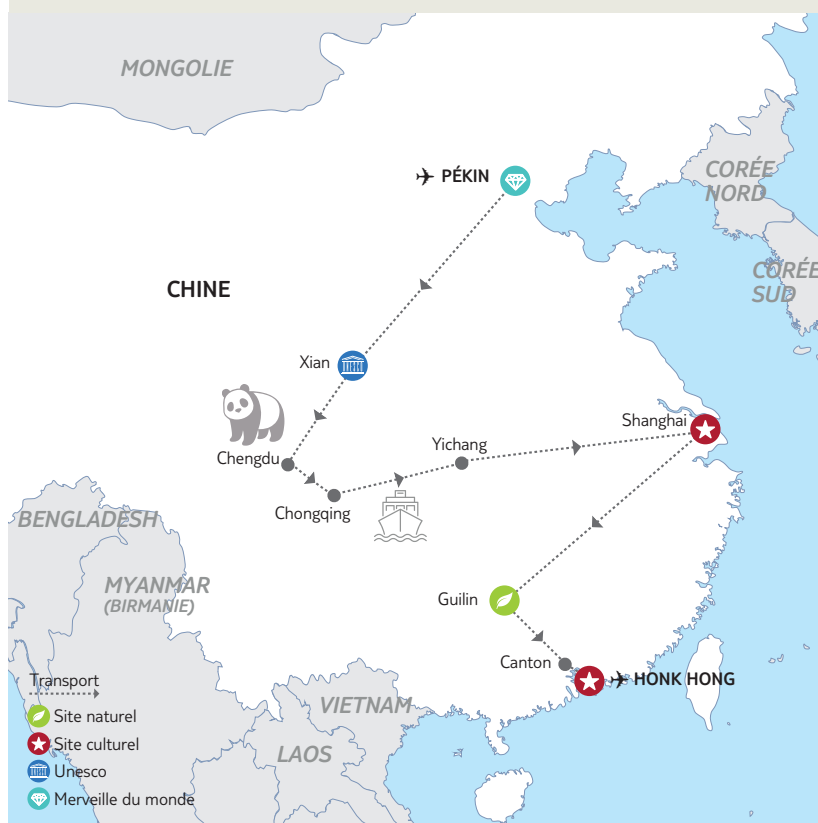 MONGOLIE
PÉKIN
CORÉE
NORD
CORÉE
SUD
CHINE
Xian
Shanghai
Yichang
Chengdu
Chongqing
BENGLADESH
MYANMAR
(BIRMANIE)
Guilin
Canton
HONK HONG
VIETNAM
LAOS
Transport
Site naturel
Site culturel
Unesco
Merveille du monde